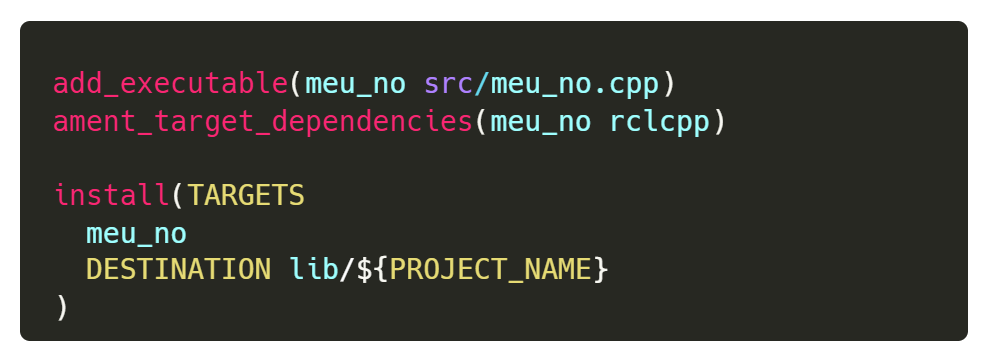 add_executable(meu_no src/meu_no.cpp)
ament_target_dependencies(meu_no rclcpp)
install(TARGETS
meu_no
DESTINATION lib/${PROJECT_NAME}
)